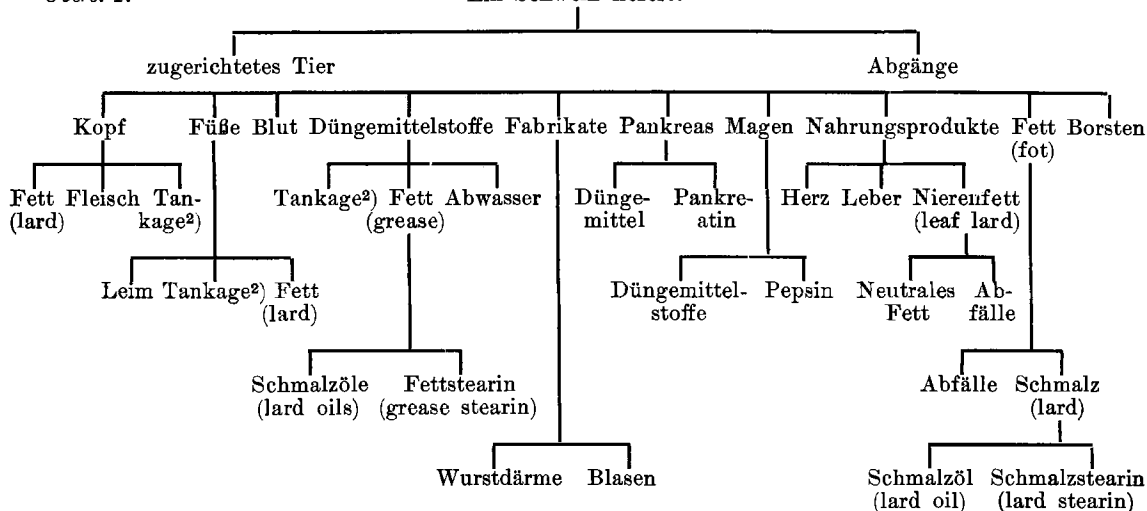 zugerichtetes Tier Abgänge
Kopf Füße Blut Düngemittelstoffe Fabrikate Pankreas Magen Nahrungsprodukte Fett Borsten
(fot)
Fett Fleisch Tan-
(lard) kage²)
Tankage²) Fett Abwasser
(grease)
Dünge- Pankre-
mittel atin
Herz Leber Nierenfett
(leaf lard)
Leim Tankage²) Fett
(lard)
Düngemittel- Pepsin
stoffe
Neutrales Ab-
Fett fälle
Schmalzöle Fettstearin
(lard oils) (grease stearin)
Abfälle Schmalz
(lard)
Wurstdärme Blasen
Schmalzöl Schmalzstearin
(lard oil) (lard stearin)